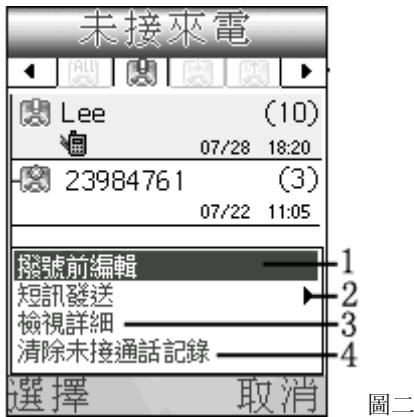 未接來電
ALL
Lee (10)
07/28 18:20
23984761 (3)
07/22 11:05
撥號前編輯 1
短訊發送 2
檢視詳細 3
清除未接通話記錄 4
選擇 取消
圖二